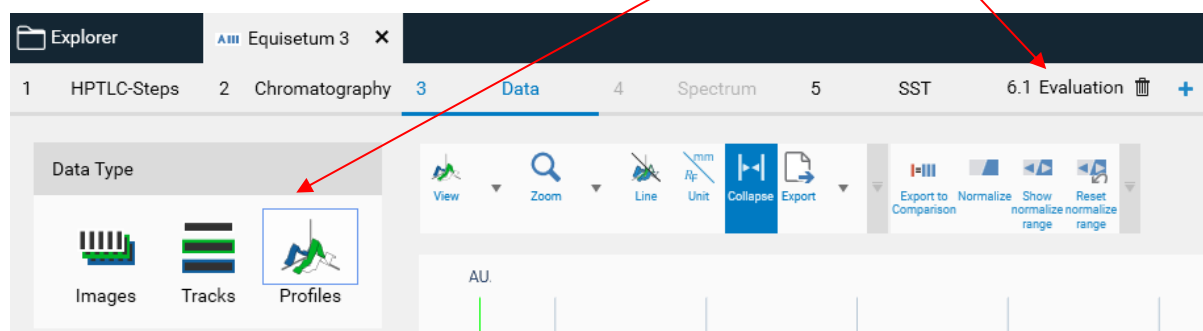 Explorer AIII Equisetum 3 ×
1 HPTLC-Steps 2 Chromatography 3 Data 4 Spectrum 5 SST 6.1 Evaluation +
Data Type
View Zoom Line mm RF Unit Collapse Export Export to Comparison Normalize Show normalize range Reset normalize range
Images Tracks Profiles
AU.